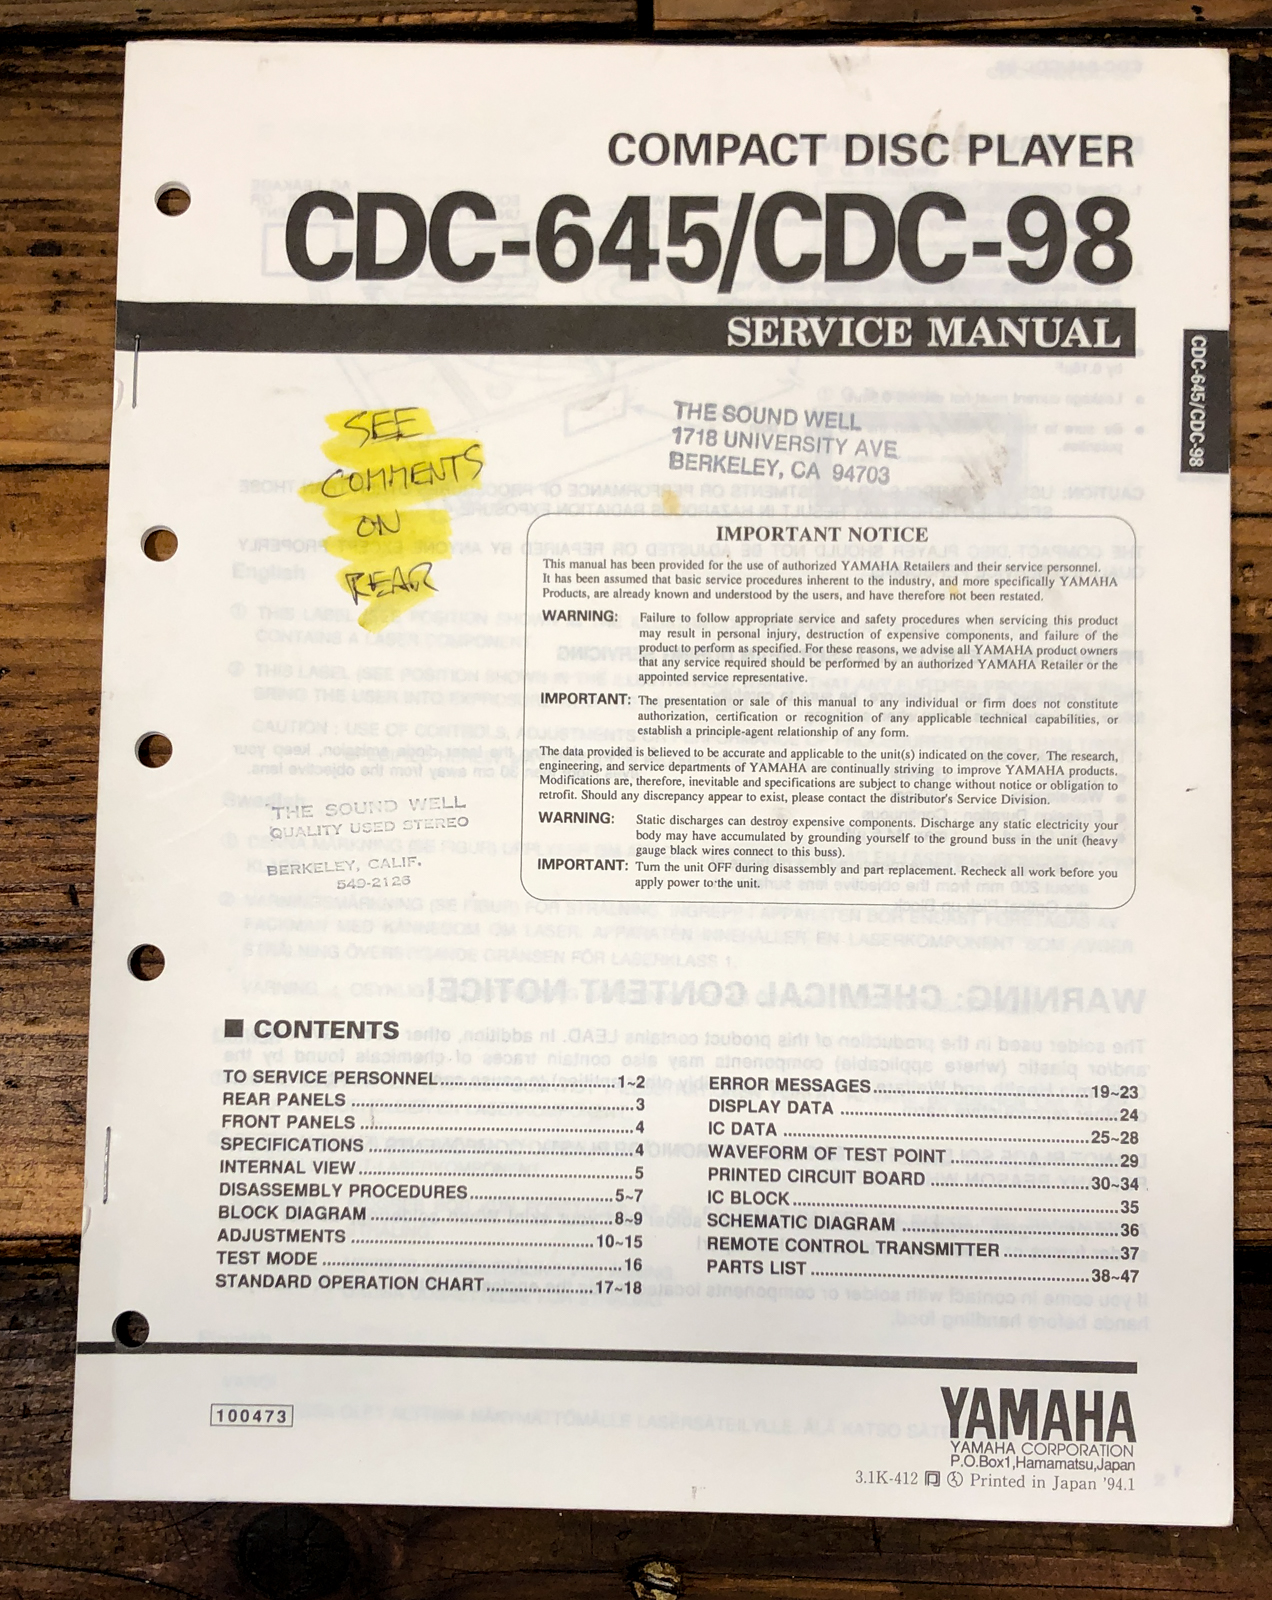 COMPACT DISC PLAYER
CDC-645/CDC-98
SERVICE MANUAL
CDC-645/CDC-98
SEE
COMMENTS
ON
REAR
THE SOUND WELL
1718 UNIVERSITY AVE
BERKELEY, CA 94703
IMPORTANT NOTICE
This manual has been provided for the use of authorized YAMAHA Retailers and their service personnel.
It has been assumed that basic service procedures inherent to the industry, and more specifically YAMAHA
Products, are already known and understood by the users, and have therefore not been restated.
WARNING: Failure to follow appropriate service and safety procedures when servicing this product
may result in personal injury, destruction of expensive components, and failure of the
product to perform as specified. For these reasons, we advise all YAMAHA product owners
that any service required should be performed by an authorized YAMAHA Retailer or the
appointed service representative.
IMPORTANT: The presentation or sale of this manual to any individual or firm does not constitute
authorization, certification or recognition of any applicable technical capabilities, or
establish a principle-agent relationship of any form.
The data provided is believed to be accurate and applicable to the unit(s) indicated on the cover. The research,
engineering, and service departments of YAMAHA are continually striving to improve YAMAHA products.
Modifications are, therefore, inevitable and specifications are subject to change without notice or obligation to
retrofit. Should any discrepancy appear to exist, please contact the distributor's Service Division.
WARNING: Static discharges can destroy expensive components. Discharge any static electricity your
body may have accumulated by grounding yourself to the ground buss in the unit (heavy
gauge black wires connect to this buss).
IMPORTANT: Turn the unit OFF during disassembly and part replacement. Recheck all work before you
apply power to the unit.
THE SOUND WELL
QUALITY USED STEREO
BERKELEY, CALIF.
549-2126
■ CONTENTS
TO SERVICE PERSONNEL 1~2
REAR PANELS 3
FRONT PANELS 4
SPECIFICATIONS 4
INTERNAL VIEW 5
DISASSEMBLY PROCEDURES 5~7
BLOCK DIAGRAM 8~9
ADJUSTMENTS 10~15
TEST MODE 16
STANDARD OPERATION CHART 17~18
ERROR MESSAGES 19~23
DISPLAY DATA 24
IC DATA 25~28
WAVEFORM OF TEST POINT 29
PRINTED CIRCUIT BOARD 30~34
IC BLOCK 35
SCHEMATIC DIAGRAM 36
REMOTE CONTROL TRANSMITTER 37
PARTS LIST 38~47
100473
YAMAHA
YAMAHA CORPORATION
P.O.Box1,Hamamatsu,Japan
3.1K-412 Printed in Japan '94.1